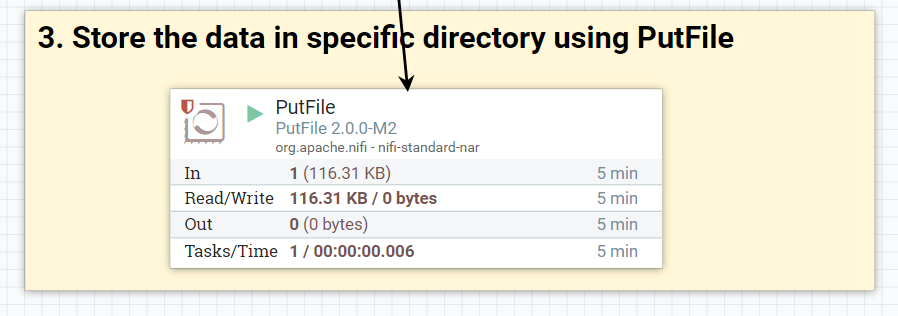 3. Store the data in specific directory using PutFile
PutFile
PutFile 2.0.0-M2
org.apache.nifi - nifi-standard-nar
In 1 (116.31 KB) 5 min
Read/Write 116.31 KB / 0 bytes 5 min
Out 0 (0 bytes) 5 min
Tasks/Time 1 / 00:00:00.006 5 min